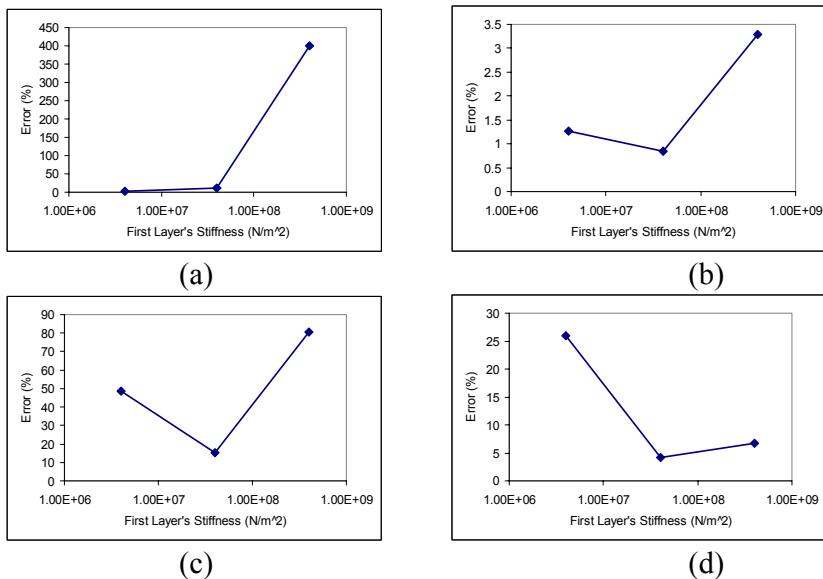 450
400
350
300
250
200
150
100
50
0
Error (%)
1.00E+06 1.00E+07 1.00E+08 1.00E+09
First Layer's Stiffness (N/m^2)
(a)
3.5
3
2.5
2
1.5
1
0.5
0
Error (%)
1.00E+06 1.00E+07 1.00E+08 1.00E+09
First Layer's Stiffness (N/m^2)
(b)
90
80
70
60
50
40
30
20
10
0
Error (%)
1.00E+06 1.00E+07 1.00E+08 1.00E+09
First Layer's Stiffness (N/m^2)
(c)
30
25
20
15
10
5
0
Error (%)
1.00E+06 1.00E+07 1.00E+08 1.00E+09
First Layer's Stiffness (N/m^2)
(d)